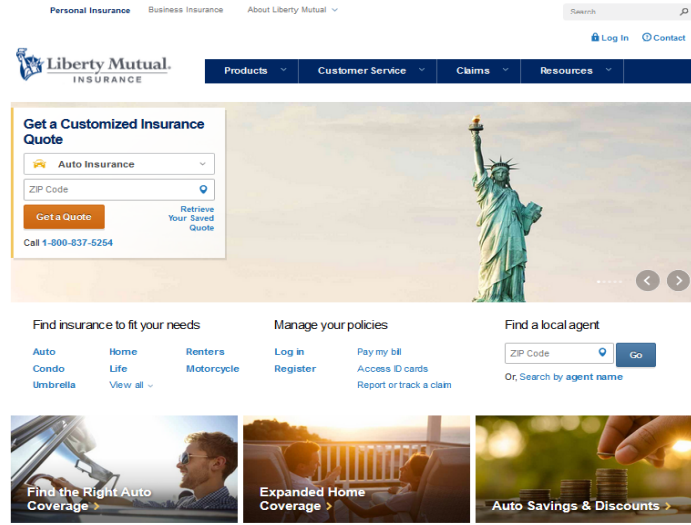 Personal Insurance Business Insurance About Liberty Mutual Search
Log In Contact
Liberty Mutual.
INSURANCE
Products Customer Service Claims Resources
Get a Customized Insurance
Quote
Auto Insurance
ZIP Code
Get a Quote
Retrieve
Your Saved
Quote
Call 1-800-837-5254
Find insurance to fit your needs
Auto Home Renters
Condo Life Motorcycle
Umbrella View all
Manage your policies
Log in Pay my bill
Register Access ID cards
Report or track a claim
Find a local agent
ZIP Code Go
Or, Search by agent name
Find the Right Auto
Coverage >
Expanded Home
Coverage >
Auto Savings & Discounts >